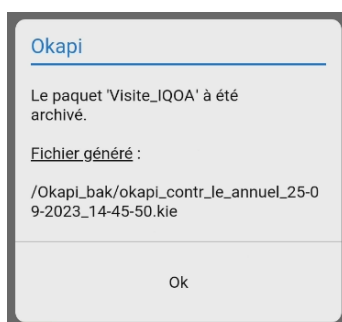 Okapi
Le paquet 'Visite_IQOA' à été
archivé.
Fichier généré :
/Okapi_bak/okapi_contr_le_annuel_25-0
9-2023_14-45-50.kie
Ok